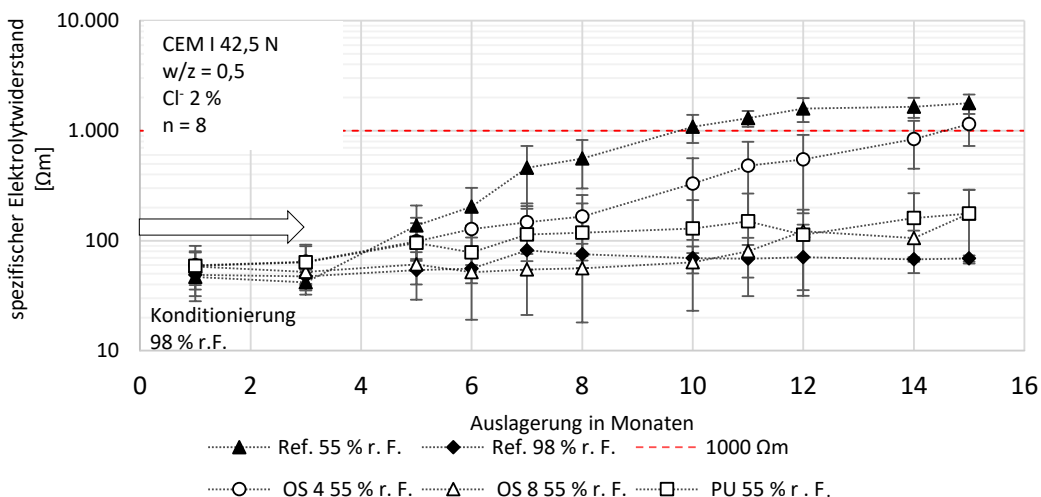 spezifischer Elektrolytwiderstand
[Ωm]
10.000
1.000
100
10
CEM I 42,5 N
w/z = 0,5
Cl⁻ 2 %
n = 8
Konditionierung
98 % r.F.
0 2 4 6 8 10 12 14 16
Auslagerung in Monaten
Ref. 55 % r. F. Ref. 98 % r. F. 1000 Ωm
OS 4 55 % r. F. OS 8 55 % r. F. PU 55 % r . F.